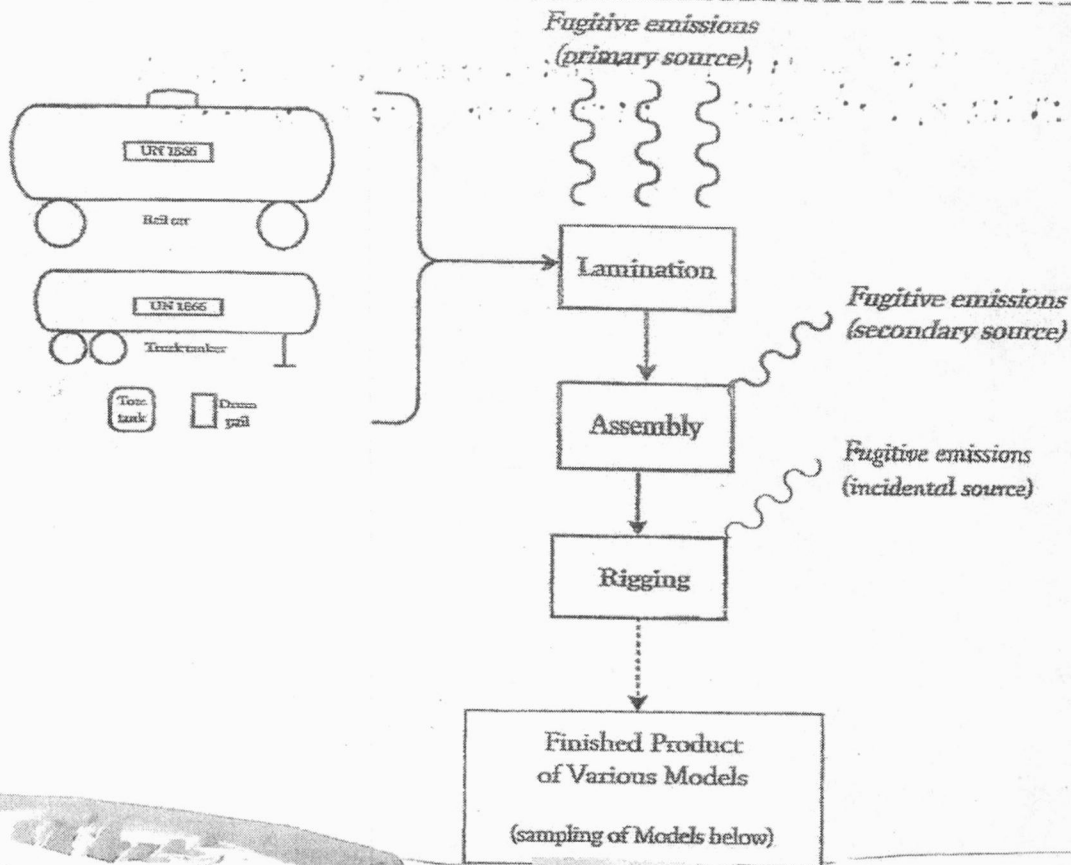 Fugitive emissions
(primary source)
UN 1866
Rail car
UN 1866
Truck tanker
Tote
tank
Drum
pail
Lamination
Fugitive emissions
(secondary source)
Assembly
Fugitive emissions
(incidental source)
Rigging
Finished Product
of Various Models
(sampling of Models below)